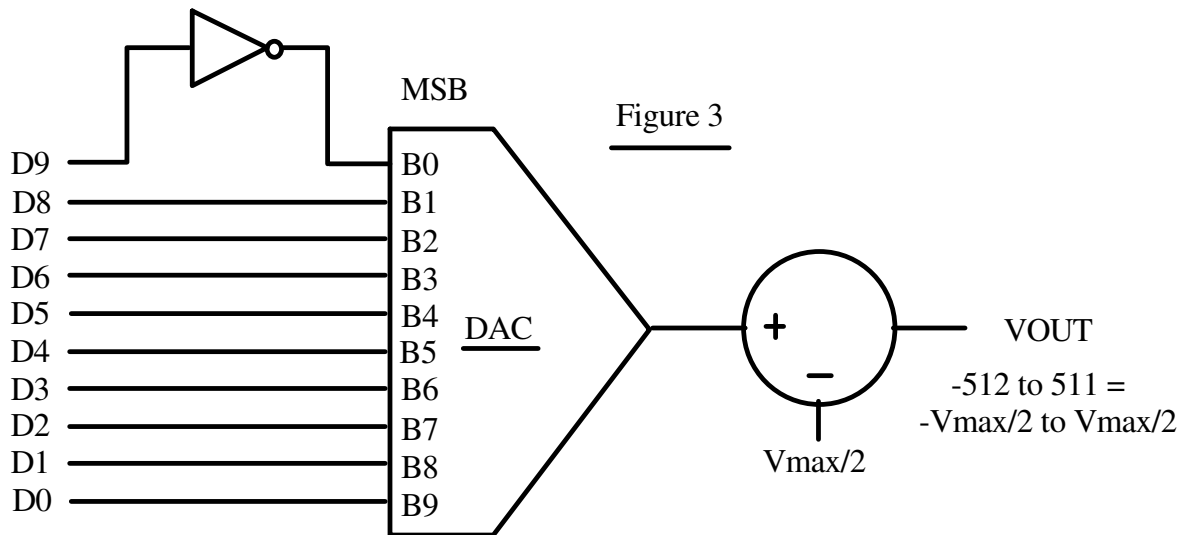 MSB
Figure 3
D9
B0
D8
B1
D7
B2
D6
B3
D5
B4
DAC
D4
B5
D3
B6
D2
B7
D1
B8
D0
B9
+
−
Vmax/2
VOUT
-512 to 511 =
-Vmax/2 to Vmax/2